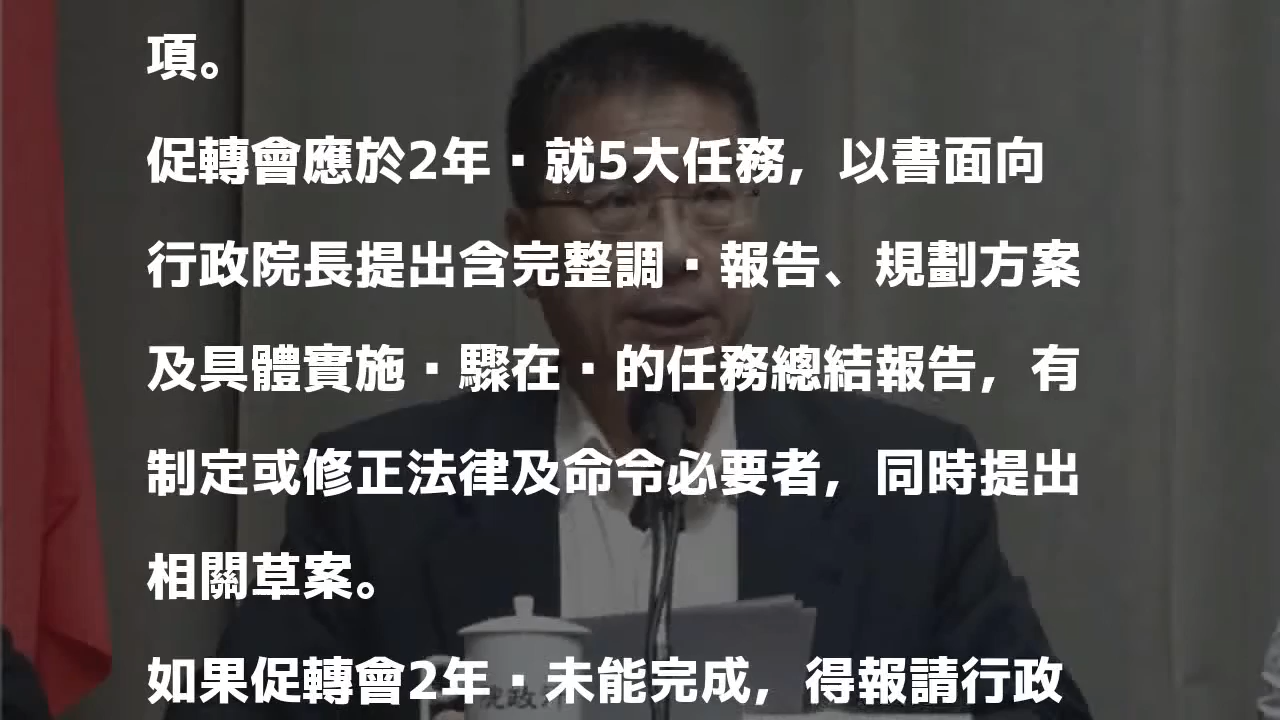 項。
促轉會應於2年▪就5大任務，以書面向
行政院長提出含完整調▪報告、規劃方案
及具體實施▪驟在▪的任務總結報告，有
制定或修正法律及命令必要者，同時提出
相關草案。
如果促轉會2年▪未能完成，得報請行政
院政